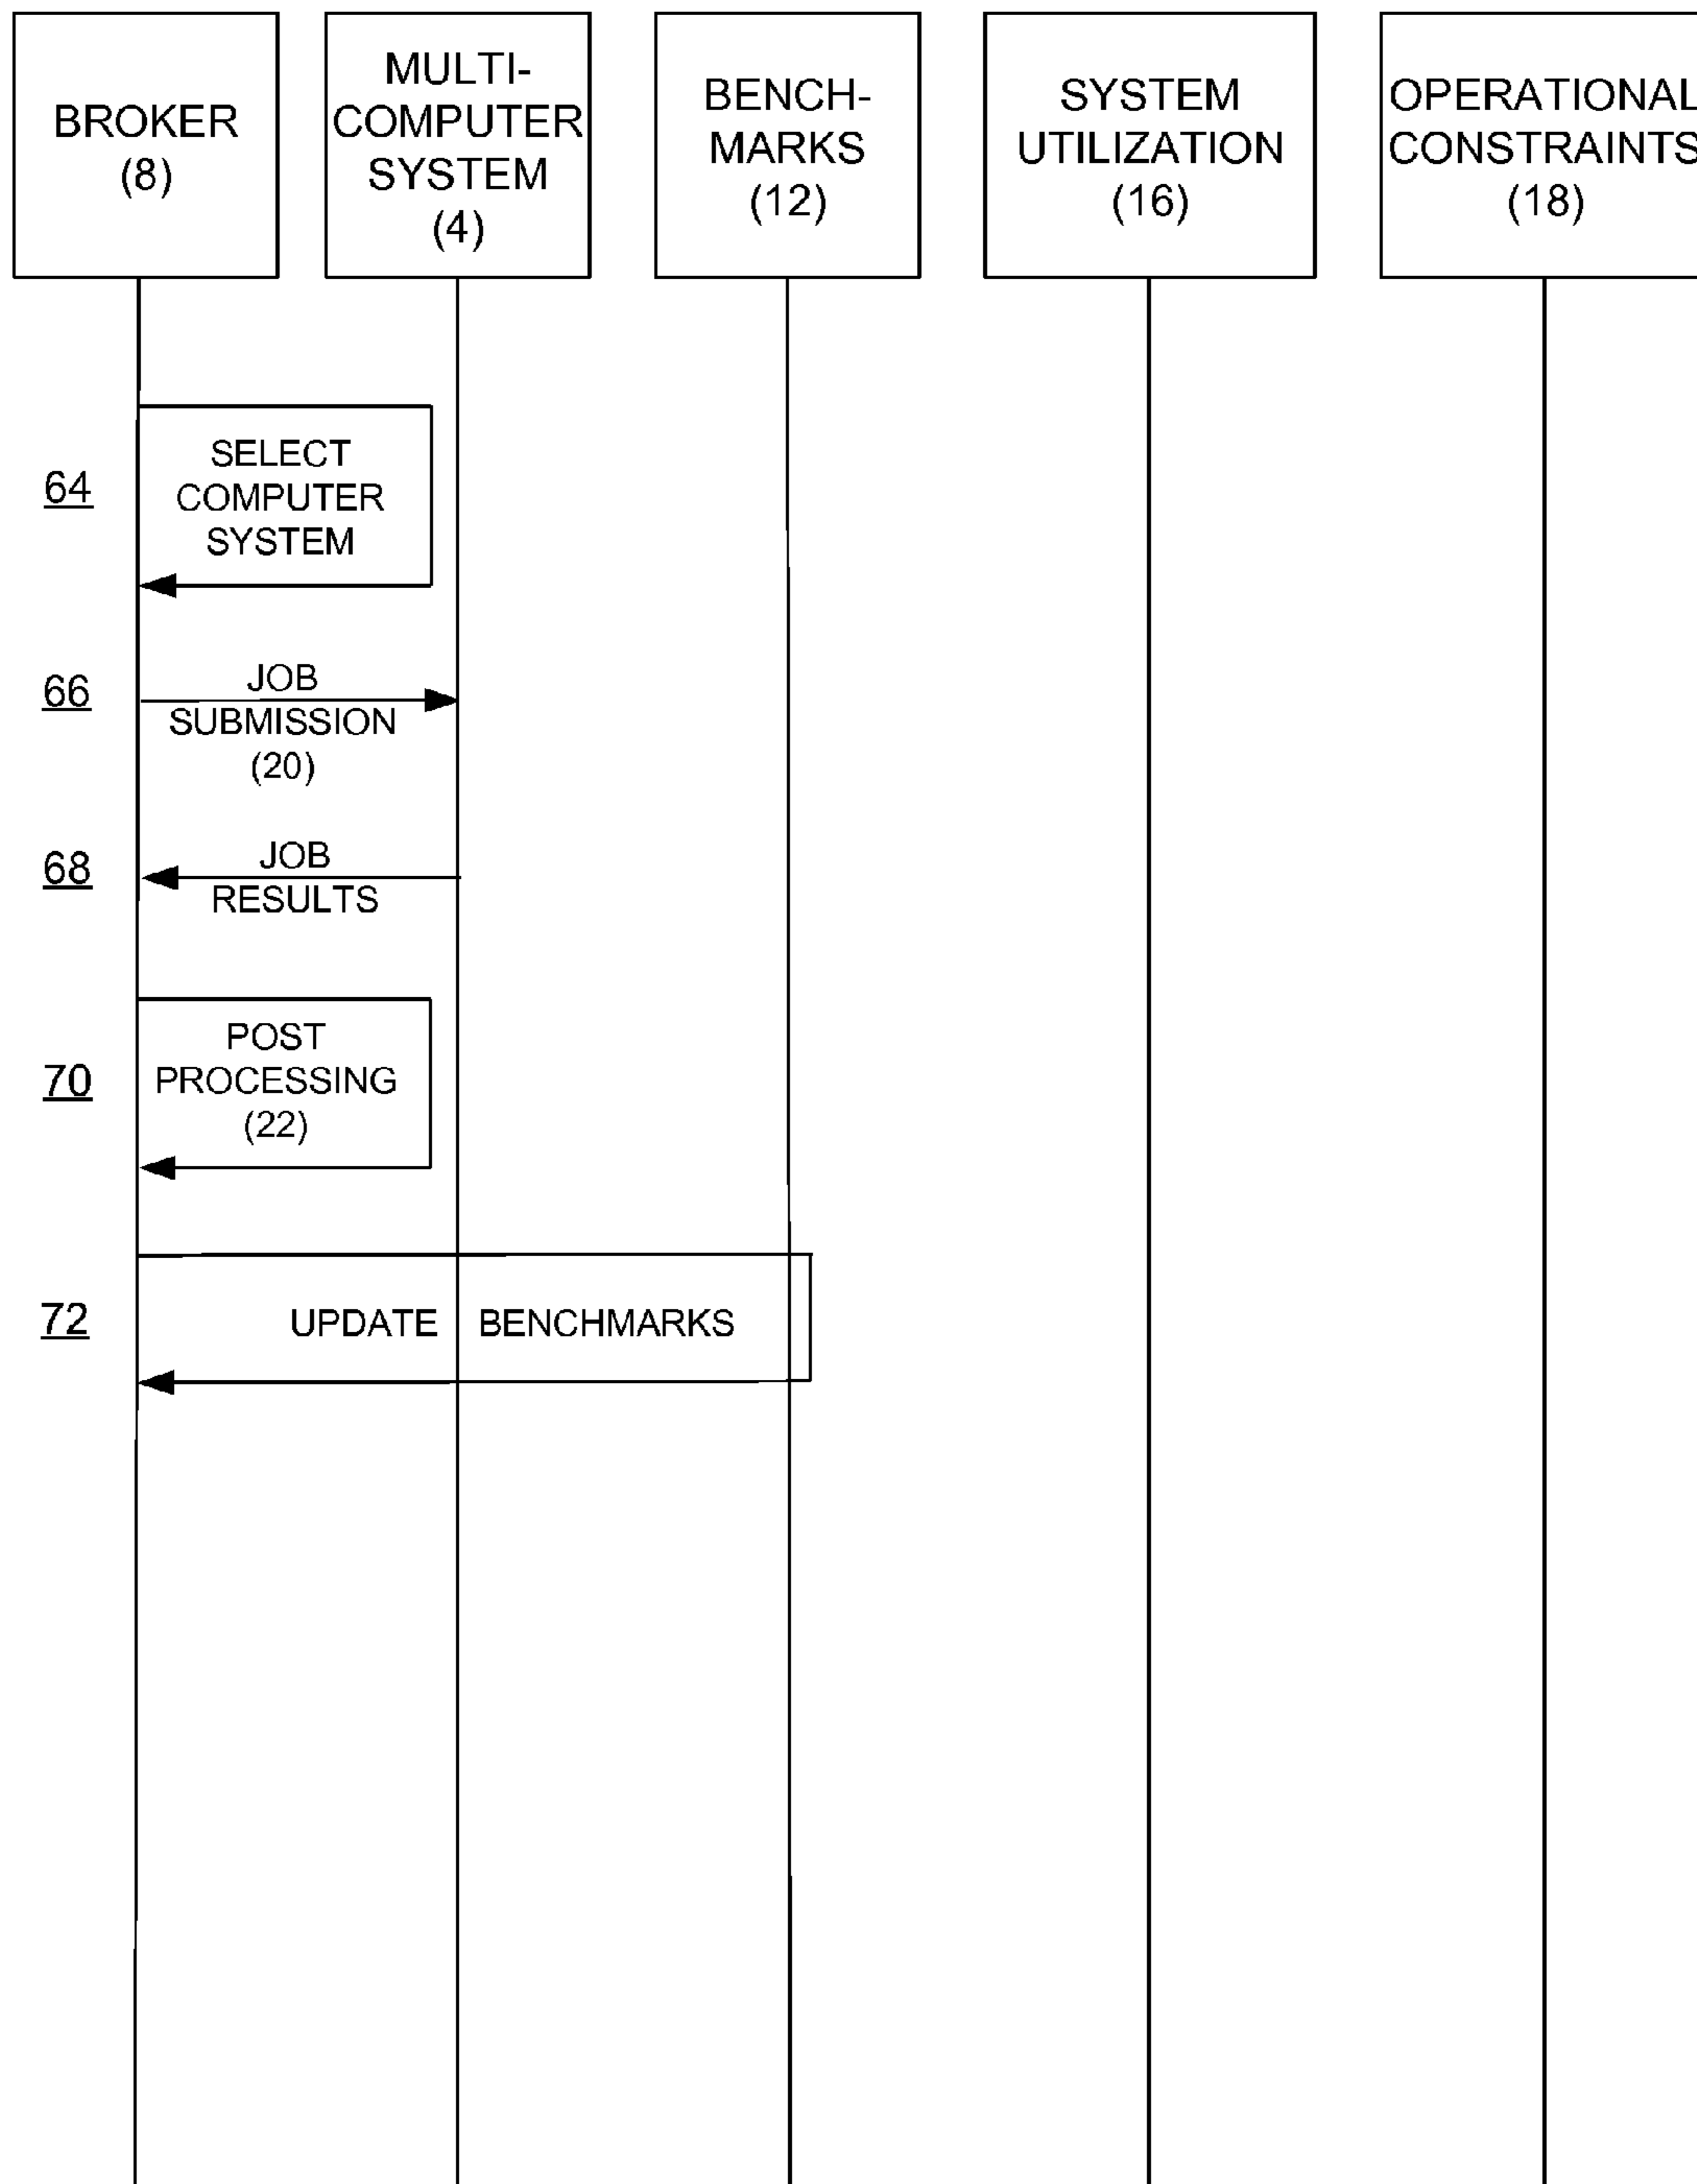 BROKER
(8)
MULTI-
COMPUTER
SYSTEM
(4)
BENCH-
MARKS
(12)
SYSTEM
UTILIZATION
(16)
OPERATIONAL
CONSTRAINTS
(18)
64
SELECT
COMPUTER
SYSTEM
66
JOB
SUBMISSION
(20)
68
JOB
RESULTS
70
POST
PROCESSING
(22)
72
UPDATE BENCHMARKS